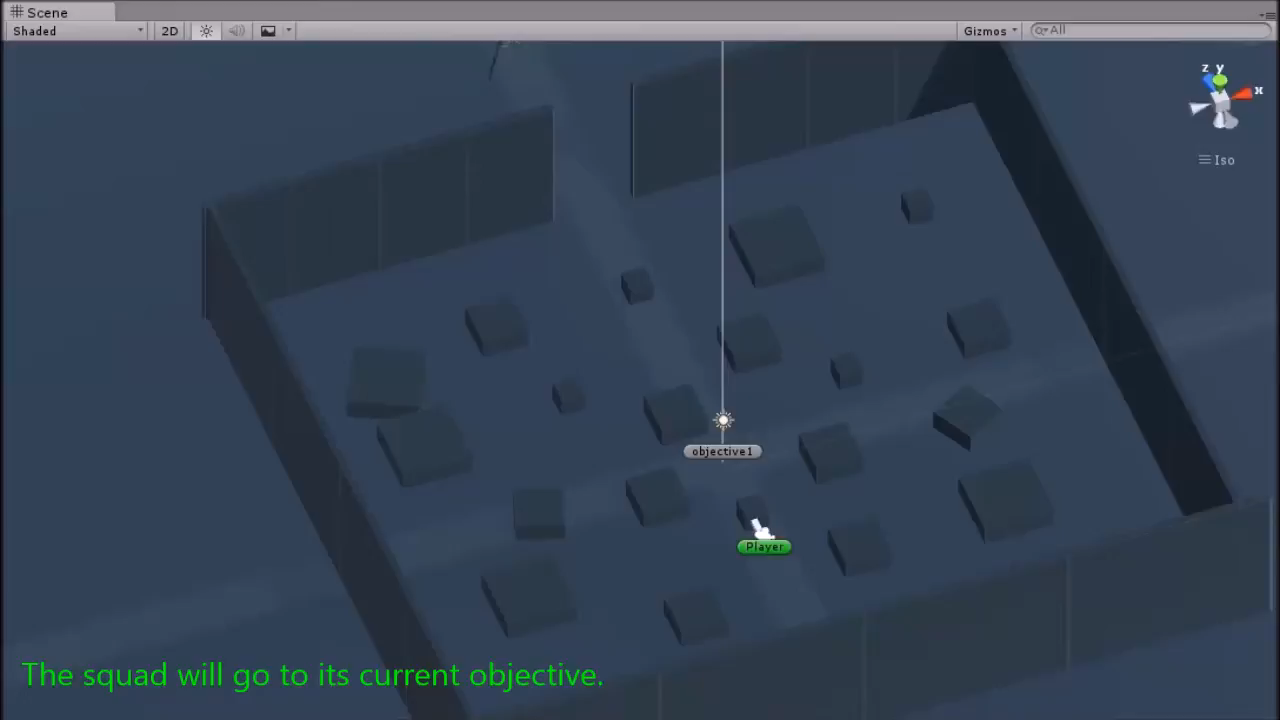 Scene
Shaded
2D
Gizmos
All
z y
x
Iso
objective1
Player
The squad will go to its current objective.